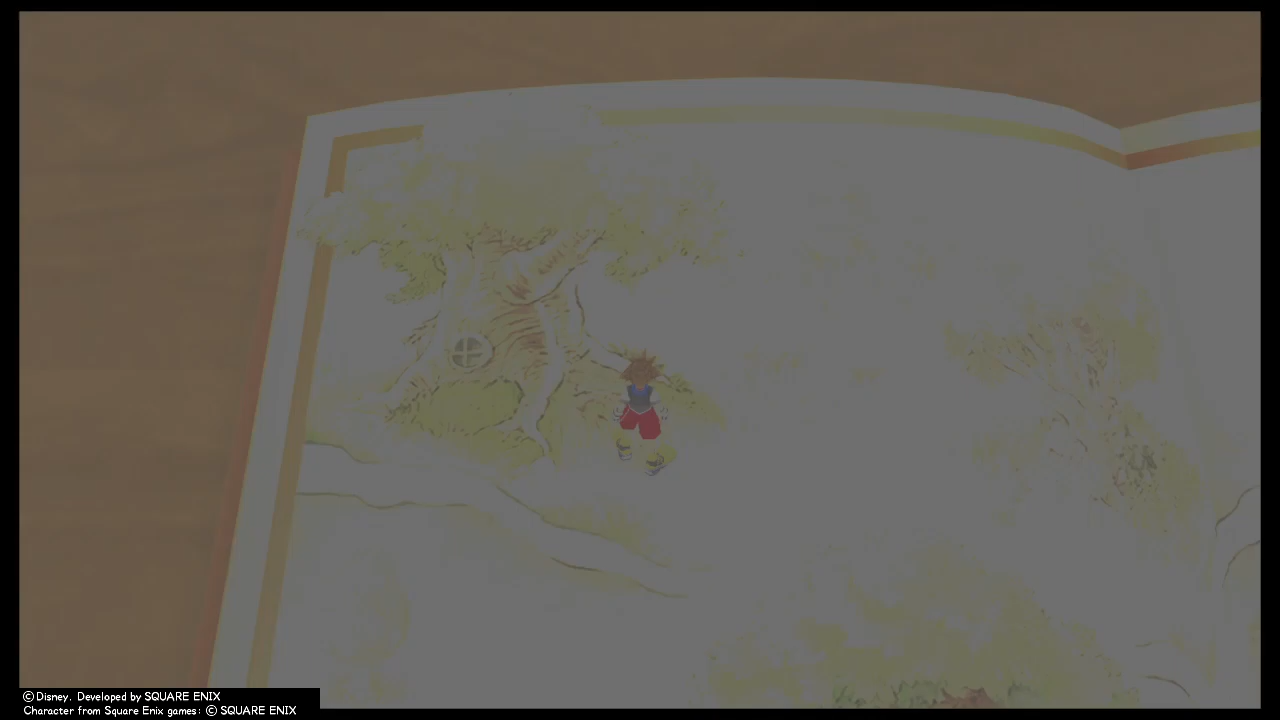 © Disney. Developed by SQUARE ENIX
Character from Square Enix games: © SQUARE ENIX